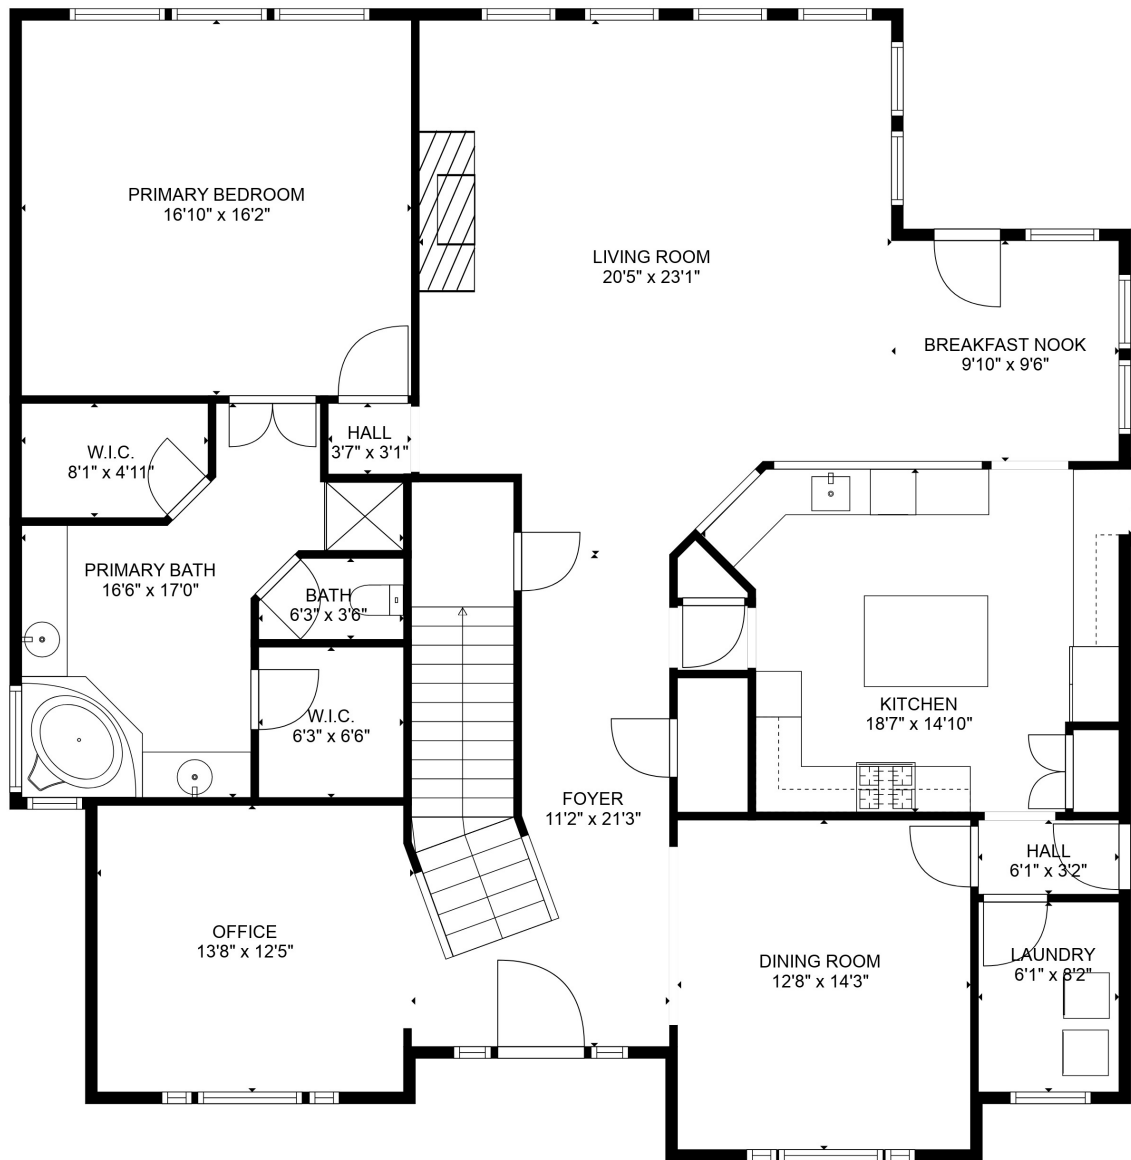 PRIMARY BEDROOM
16'10" x 16'2"
LIVING ROOM
20'5" x 23'1"
BREAKFAST NOOK
9'10" x 9'6"
W.I.C.
8'1" x 4'11"
HALL
3'7" x 3'1"
PRIMARY BATH
16'6" x 17'0"
BATH
6'3" x 3'6"
W.I.C.
6'3" x 6'6"
KITCHEN
18'7" x 14'10"
FOYER
11'2" x 21'3"
HALL
6'1" x 3'2"
OFFICE
13'8" x 12'5"
DINING ROOM
12'8" x 14'3"
LAUNDRY
6'1" x 8'2"